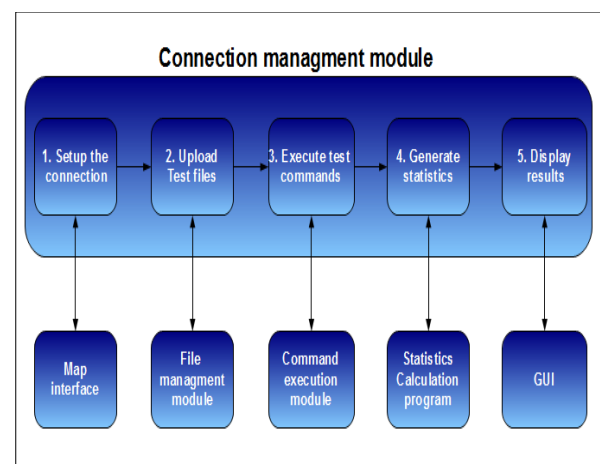 Connection managment module
1. Setup the
connection
2. Upload
Test files
3. Execute test
commands
4. Generate
statistics
5. Display
results
Map
interface
File
managment
module
Command
execution
module
Statistics
Calculation
program
GUI